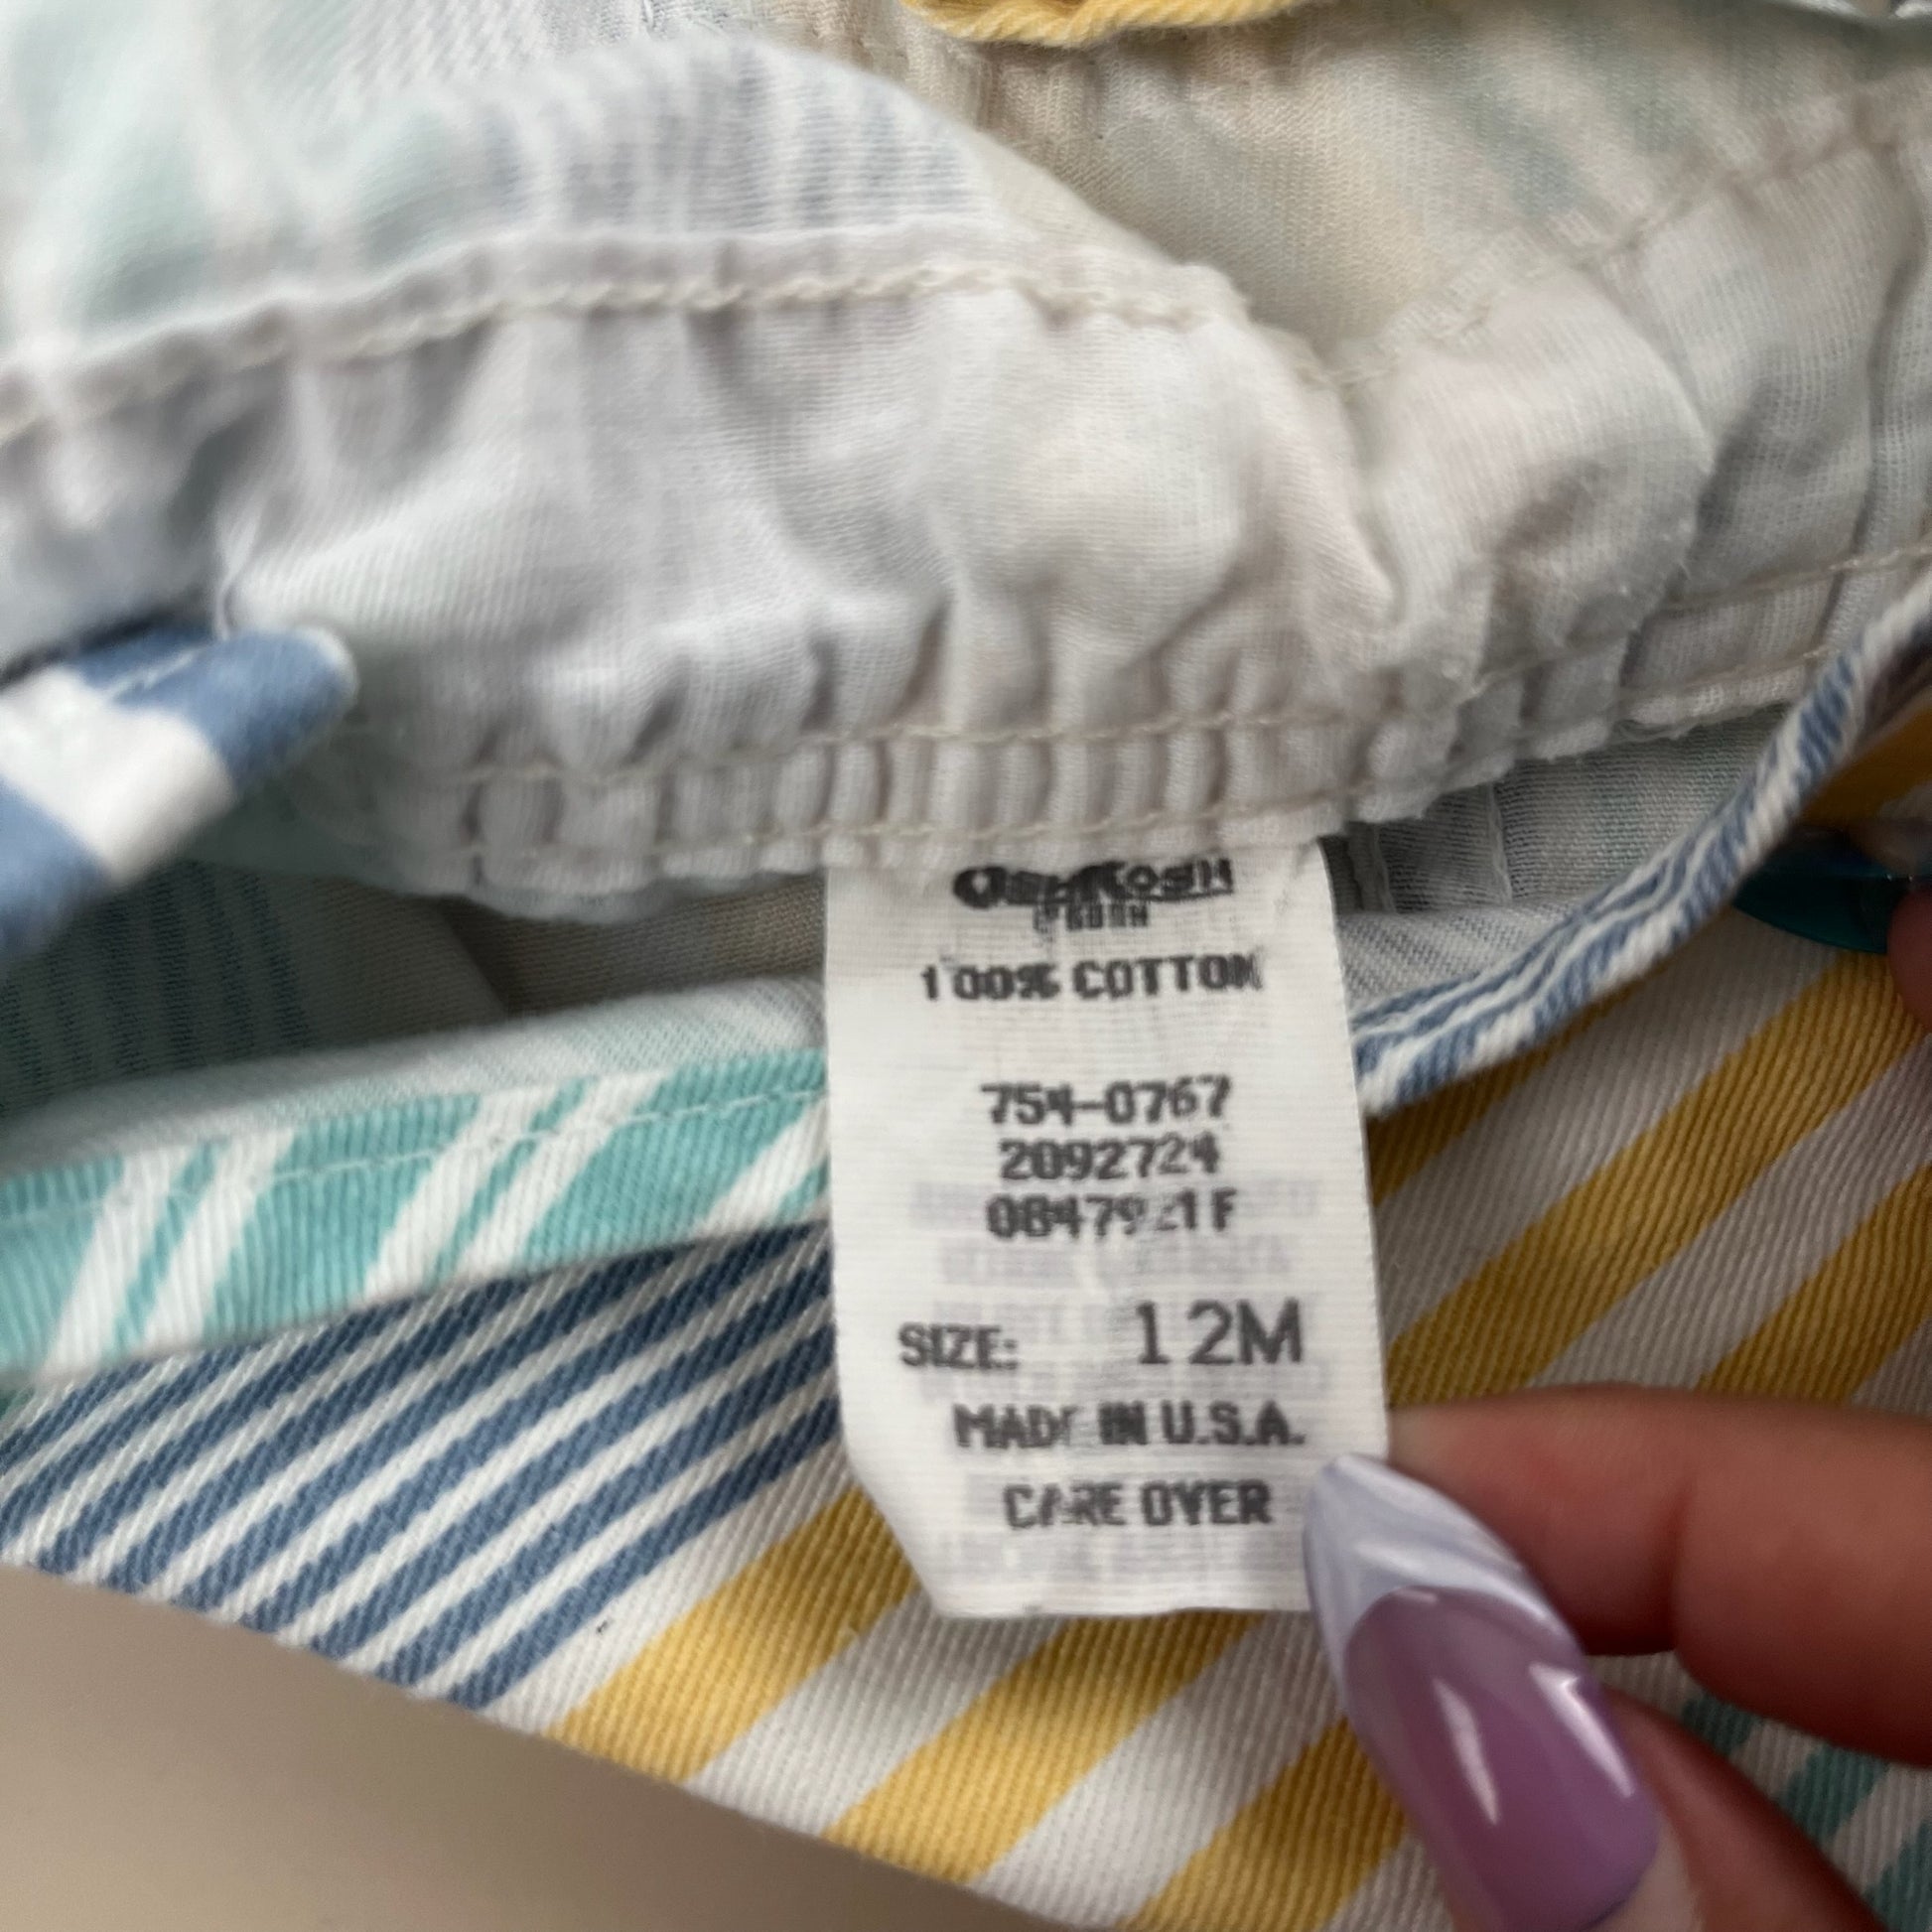 OshKosh
B'GOSH
100% COTTON
754-0767
2092724
SIZE: 12M
MADE IN U.S.A.
CARE OVER